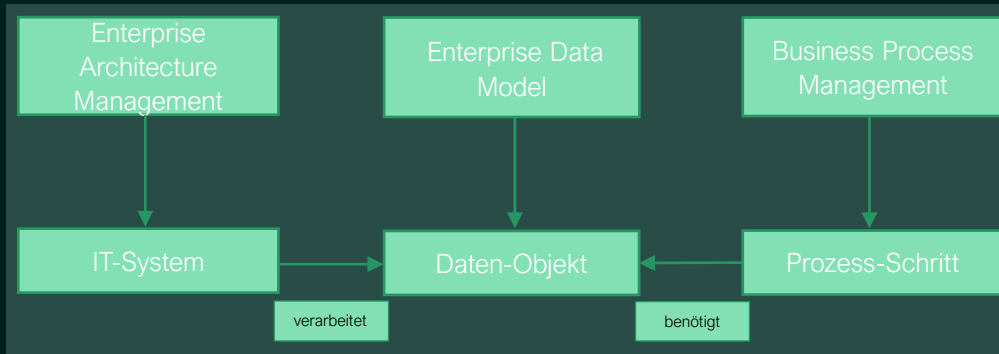 Enterprise
Architecture
Management
Enterprise Data
Model
Business Process
Management
IT-System
Daten-Objekt
Prozess-Schritt
verarbeitet
benötigt